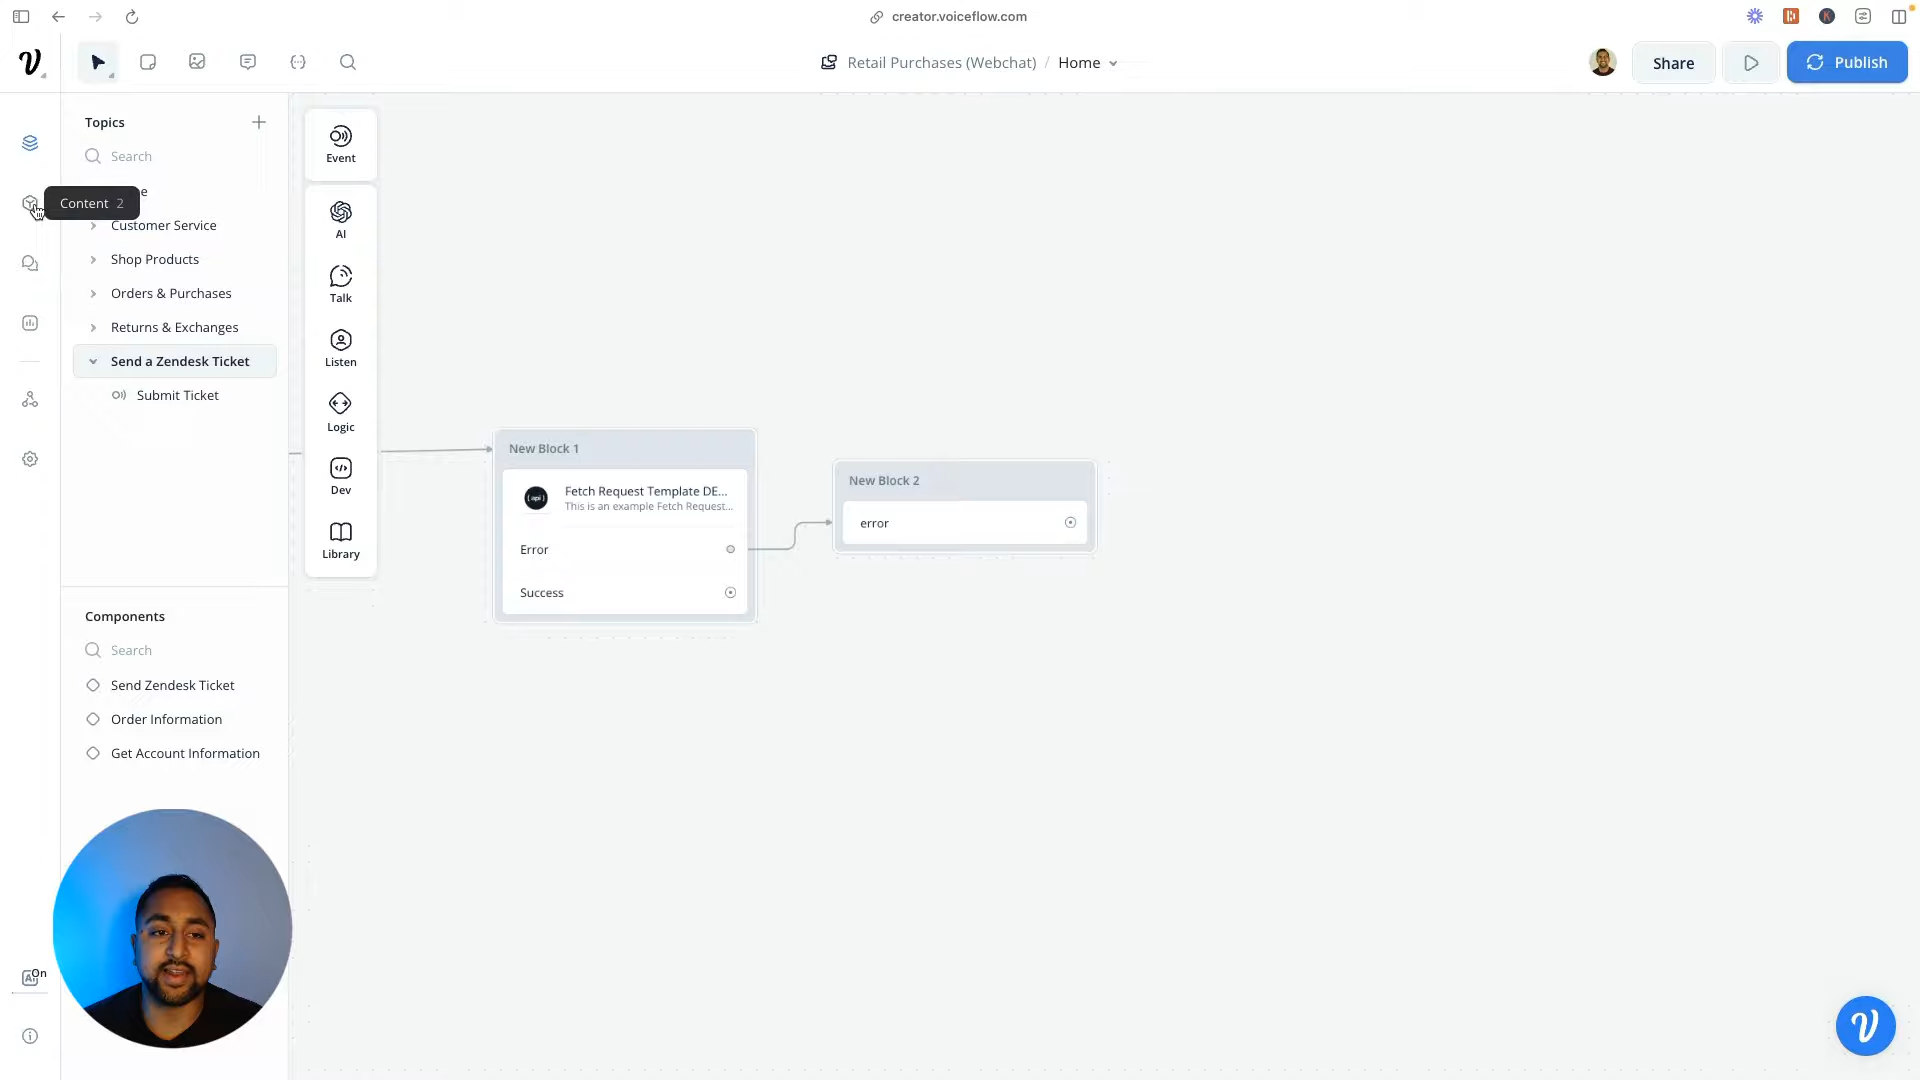 creator.voiceflow.com
Retail Purchases (Webchat) / Home
Share
Publish
Topics
Search
Content 2
e
Customer Service
Shop Products
Orders & Purchases
Returns & Exchanges
Send a Zendesk Ticket
Submit Ticket
Components
Search
Send Zendesk Ticket
Order Information
Get Account Information
On
Event
AI
Talk
Listen
Logic
Dev
Library
New Block 1
{api}
Fetch Request Template DE...
This is an example Fetch Request...
Error
Success
New Block 2
error